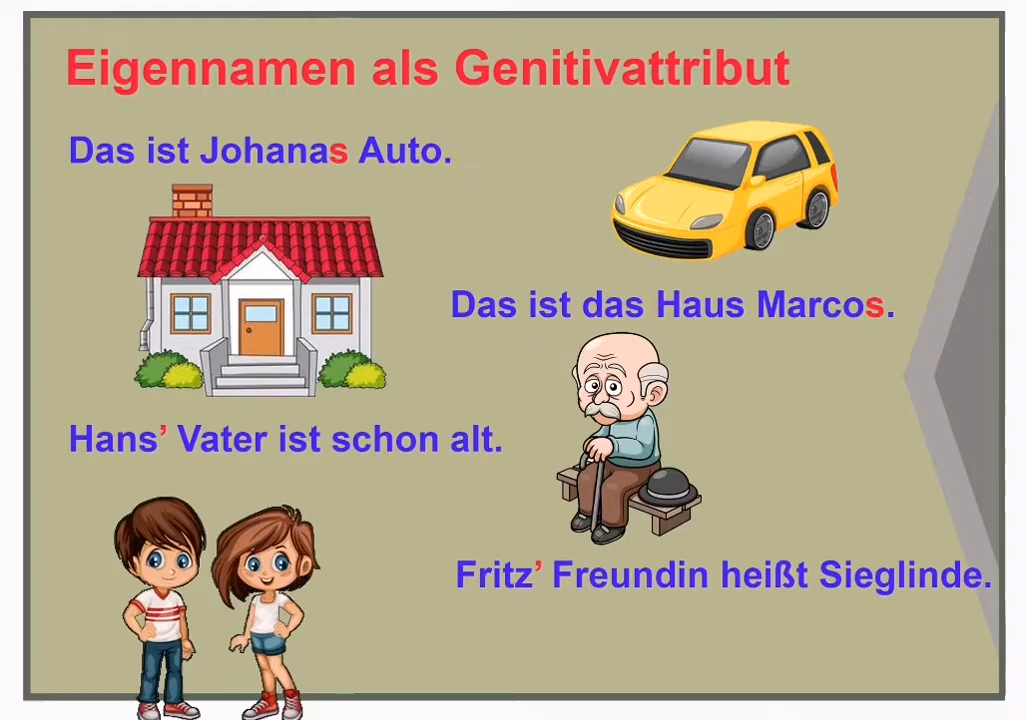 Eigennamen als Genitivattribut
Das ist Johanas Auto.
Das ist das Haus Marcos.
Hans’ Vater ist schon alt.
Fritz’ Freundin heißt Sieglinde.